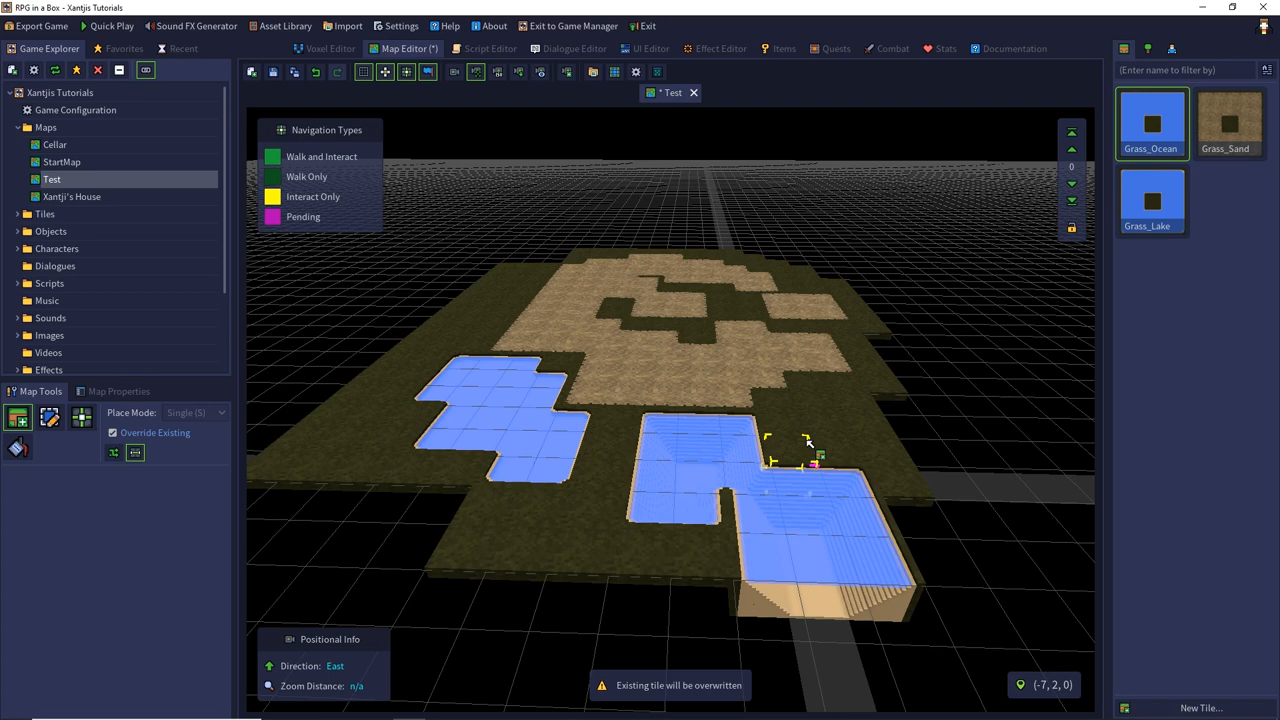 RPG in a Box - Xantjis Tutorials
Export Game Quick Play Sound FX Generator Asset Library Import Settings Help About Exit to Game Manager Exit
Game Explorer Favorites Recent
Voxel Editor Map Editor (*) Script Editor Dialogue Editor UI Editor Effect Editor Items Quests Combat Stats Documentation
(Enter name to filter by)
* Test
Xantjis Tutorials
Game Configuration
Maps
Cellar
StartMap
Test
Xantji's House
Tiles
Objects
Characters
Dialogues
Scripts
Music
Sounds
Images
Videos
Effects
Map Tools Map Properties
Place Mode: Single (S)
Override Existing
Navigation Types
Walk and Interact
Walk Only
Interact Only
Pending
0
Positional Info
Direction: East
Zoom Distance: n/a
Existing tile will be overwritten
(-7, 2, 0)
Grass_Ocean
Grass_Sand
Grass_Lake
New Tile...